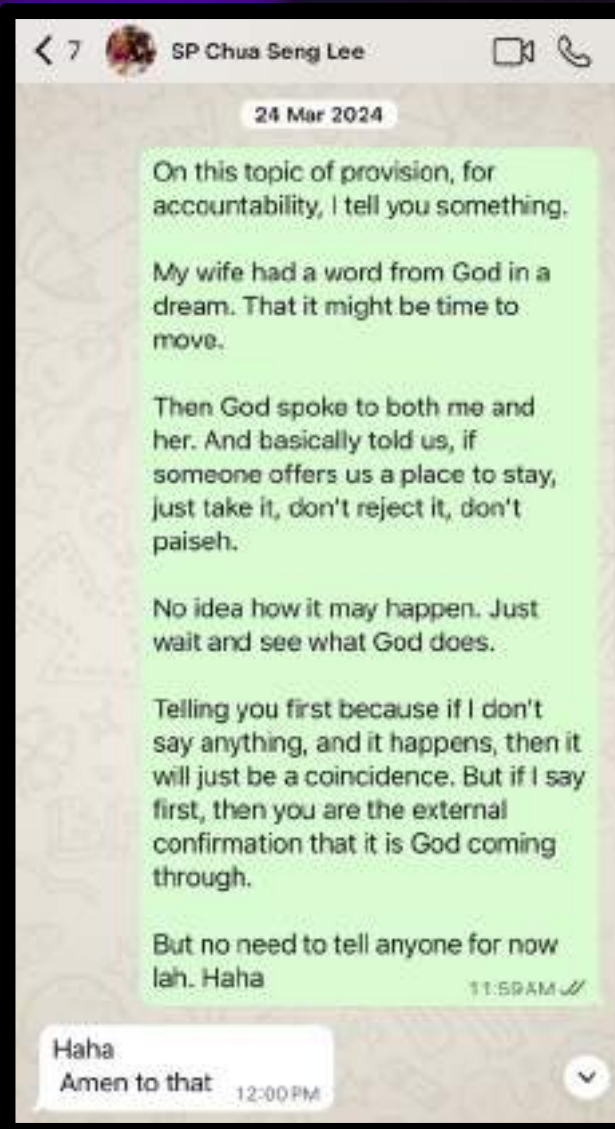 7 SP Chua Seng Lee
24 Mar 2024
On this topic of provision, for
accountability, I tell you something.
My wife had a word from God in a
dream. That it might be time to
move.
Then God spoke to both me and
her. And basically told us, if
someone offers us a place to stay,
just take it, don't reject it, don't
paiseh.
No idea how it may happen. Just
wait and see what God does.
Telling you first because if I don't
say anything, and it happens, then it
will just be a coincidence. But if I say
first, then you are the external
confirmation that it is God coming
through.
But no need to tell anyone for now
lah. Haha
11:59 AM
Haha
Amen to that
12:00 PM